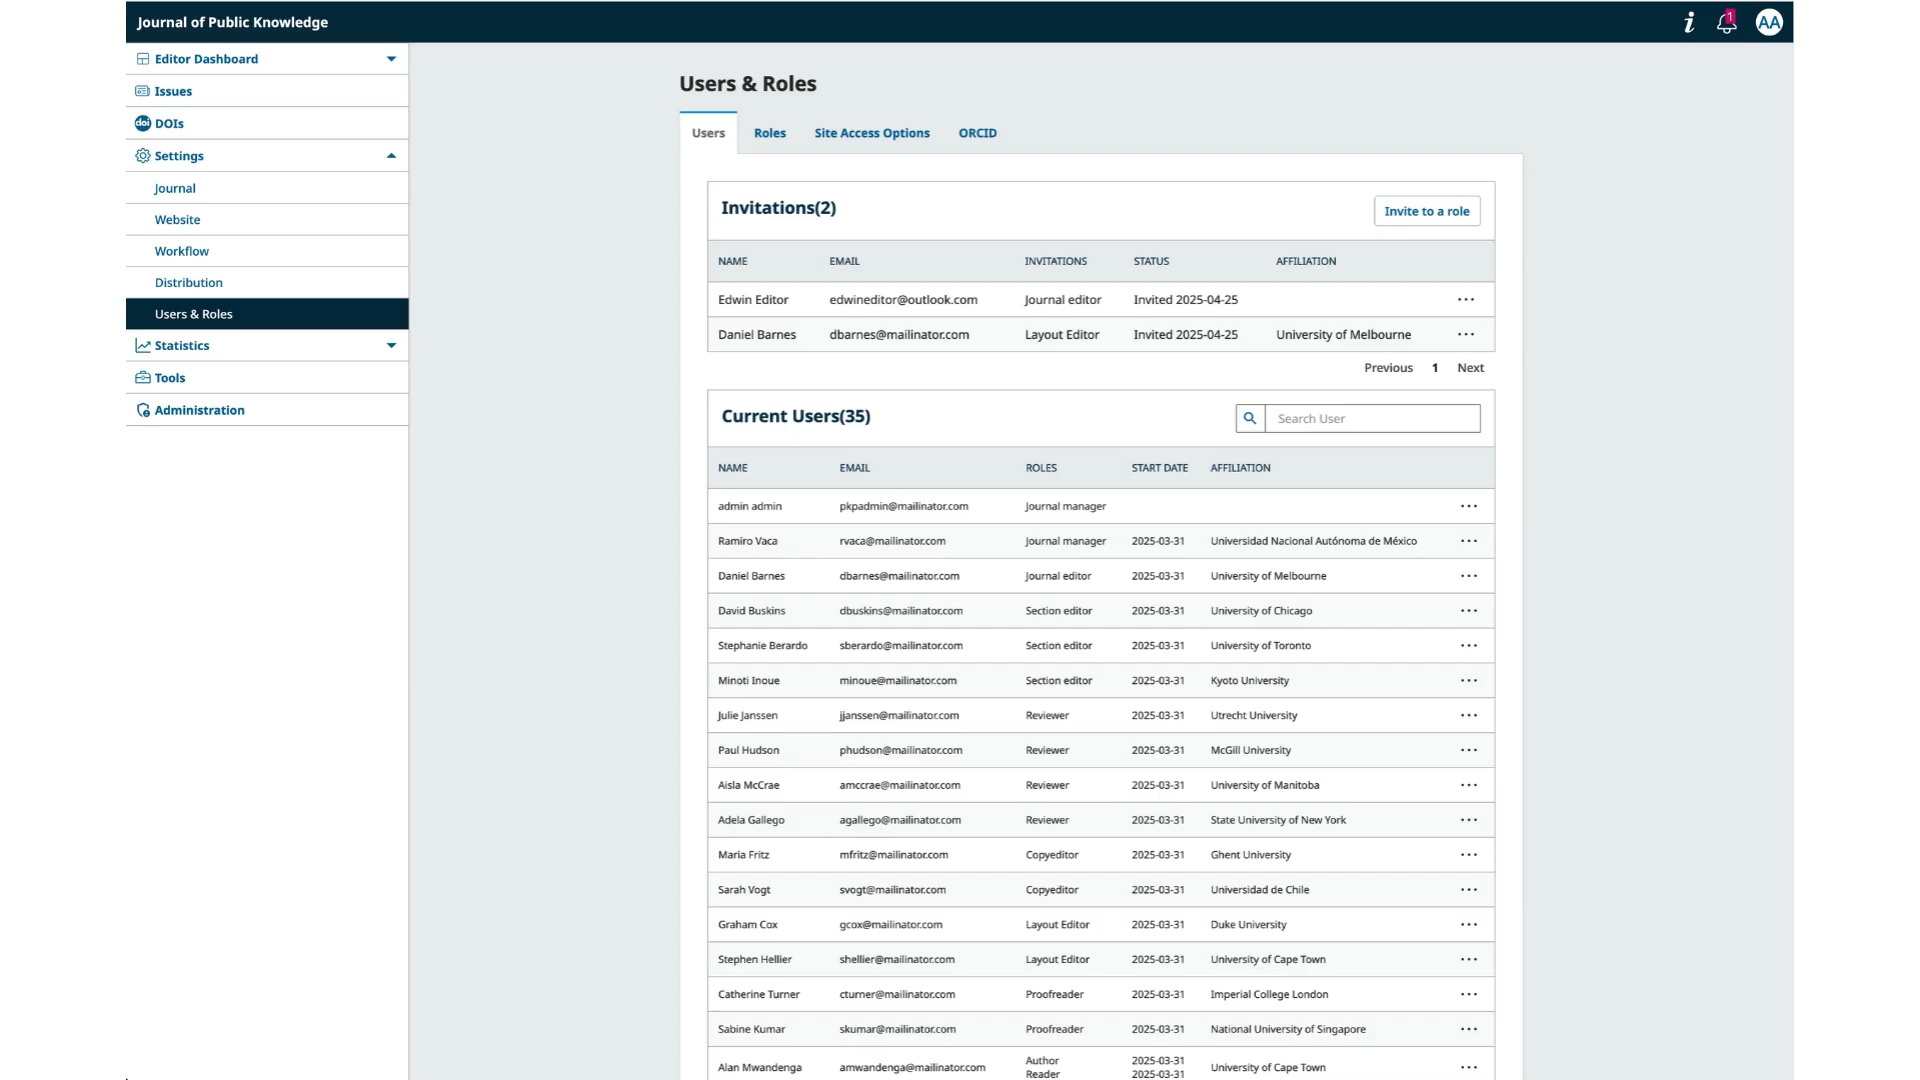 Journal of Public Knowledge
i 1 AA
Editor Dashboard
Issues
doi DOIs
Settings
Journal
Website
Workflow
Distribution
Users & Roles
Statistics
Tools
Administration
Users & Roles
Users Roles Site Access Options ORCID
Invitations(2) Invite to a role
NAME EMAIL INVITATIONS STATUS AFFILIATION
Edwin Editor edwineditor@outlook.com Journal editor Invited 2025-04-25 ...
Daniel Barnes dbarnes@mailinator.com Layout Editor Invited 2025-04-25 University of Melbourne ...
Previous 1 Next
Current Users(35) Search User
NAME EMAIL ROLES START DATE AFFILIATION
admin admin pkpadmin@mailinator.com Journal manager ...
Ramiro Vaca rvaca@mailinator.com Journal manager 2025-03-31 Universidad Nacional Autónoma de México ...
Daniel Barnes dbarnes@mailinator.com Journal editor 2025-03-31 University of Melbourne ...
David Buskins dbuskins@mailinator.com Section editor 2025-03-31 University of Chicago ...
Stephanie Berardo sberardo@mailinator.com Section editor 2025-03-31 University of Toronto ...
Minoti Inoue minoue@mailinator.com Section editor 2025-03-31 Kyoto University ...
Julie Janssen jjanssen@mailinator.com Reviewer 2025-03-31 Utrecht University ...
Paul Hudson phudson@mailinator.com Reviewer 2025-03-31 McGill University ...
Aisla McCrae amccrae@mailinator.com Reviewer 2025-03-31 University of Manitoba ...
Adela Gallego agallego@mailinator.com Reviewer 2025-03-31 State University of New York ...
Maria Fritz mfritz@mailinator.com Copyeditor 2025-03-31 Ghent University ...
Sarah Vogt svogt@mailinator.com Copyeditor 2025-03-31 Universidad de Chile ...
Graham Cox gcox@mailinator.com Layout Editor 2025-03-31 Duke University ...
Stephen Hellier shellier@mailinator.com Layout Editor 2025-03-31 University of Cape Town ...
Catherine Turner cturner@mailinator.com Proofreader 2025-03-31 Imperial College London ...
Sabine Kumar skumar@mailinator.com Proofreader 2025-03-31 National University of Singapore ...
Author 2025-03-31
Alan Mwandenga amwandenga@mailinator.com University of Cape Town ...
Reader 2025-03-31